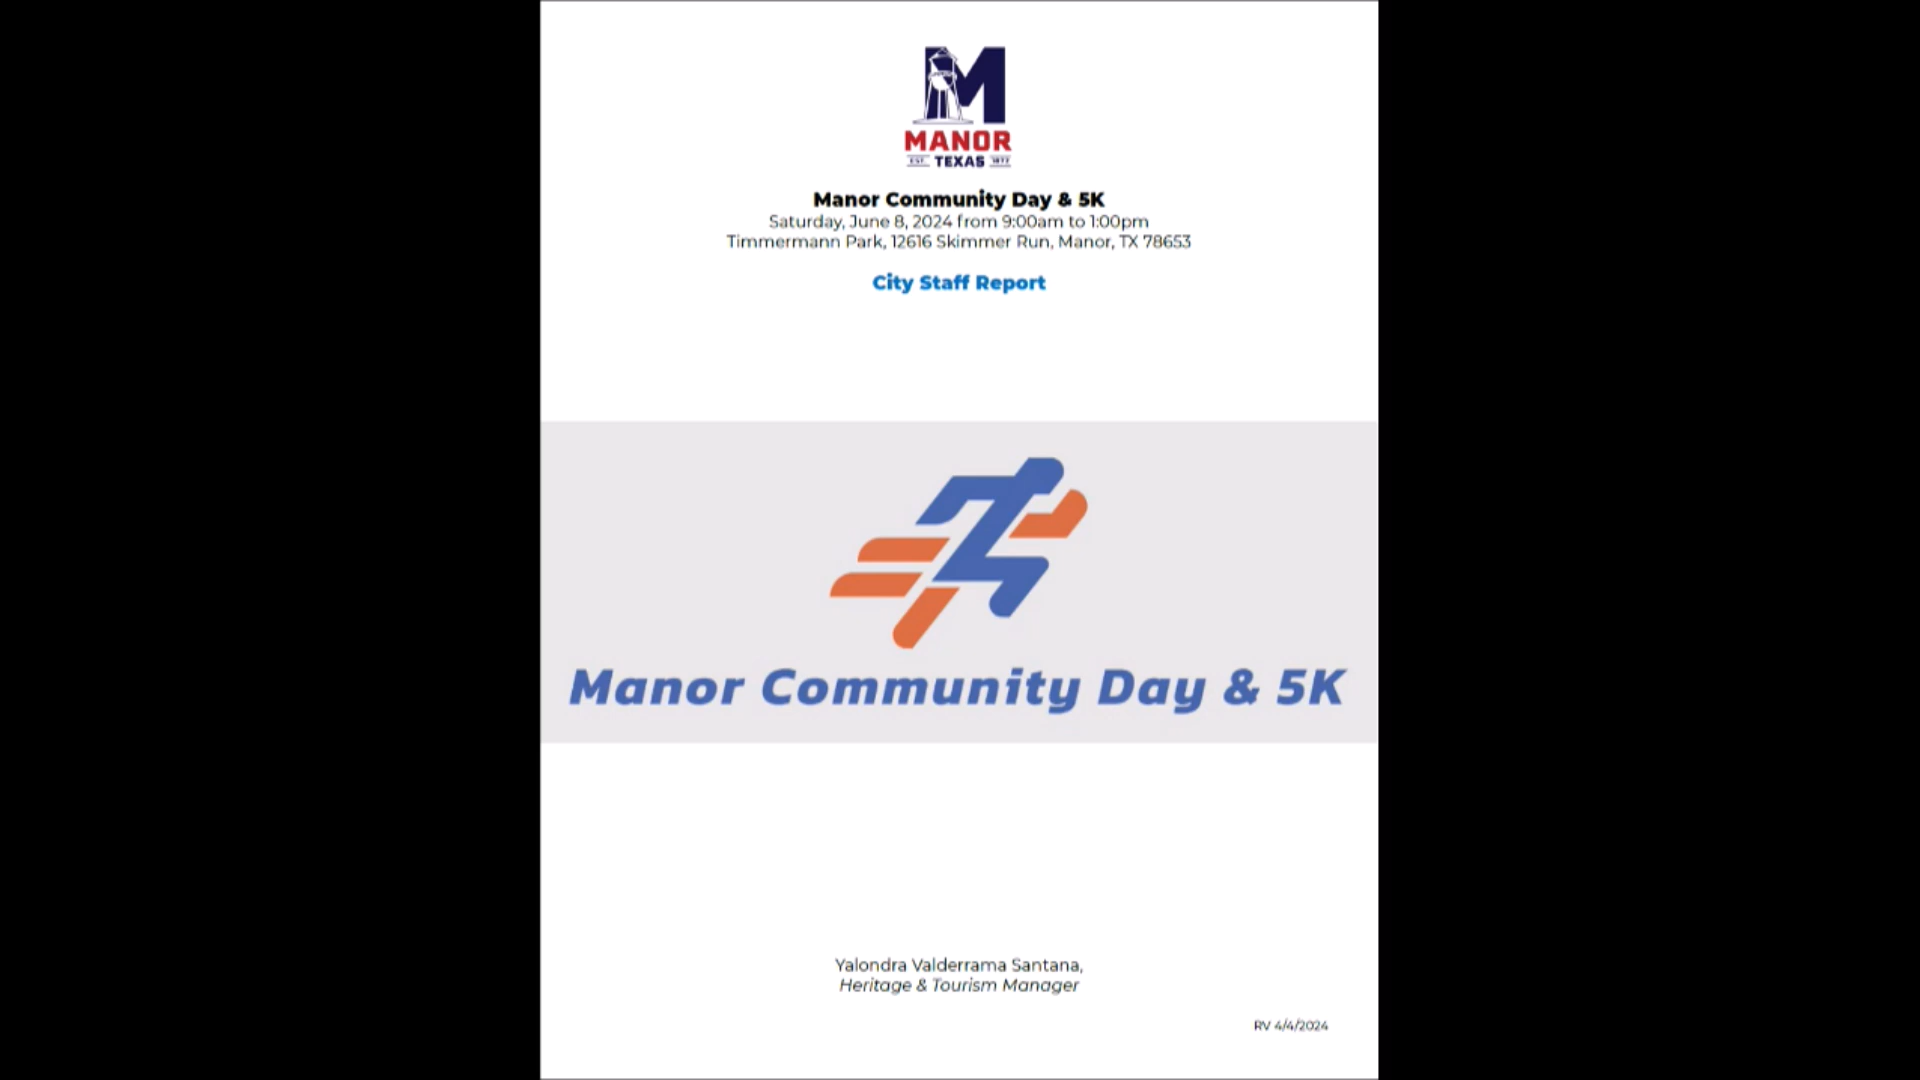 MANOR
EST. TEXAS 1872
Manor Community Day & 5K
Saturday, June 8, 2024 from 9:00am to 1:00pm
Timmermann Park, 12616 Skimmer Run, Manor, TX 78653
City Staff Report
Manor Community Day & 5K
Yalondra Valderrama Santana,
Heritage & Tourism Manager
RV 4/4/2024